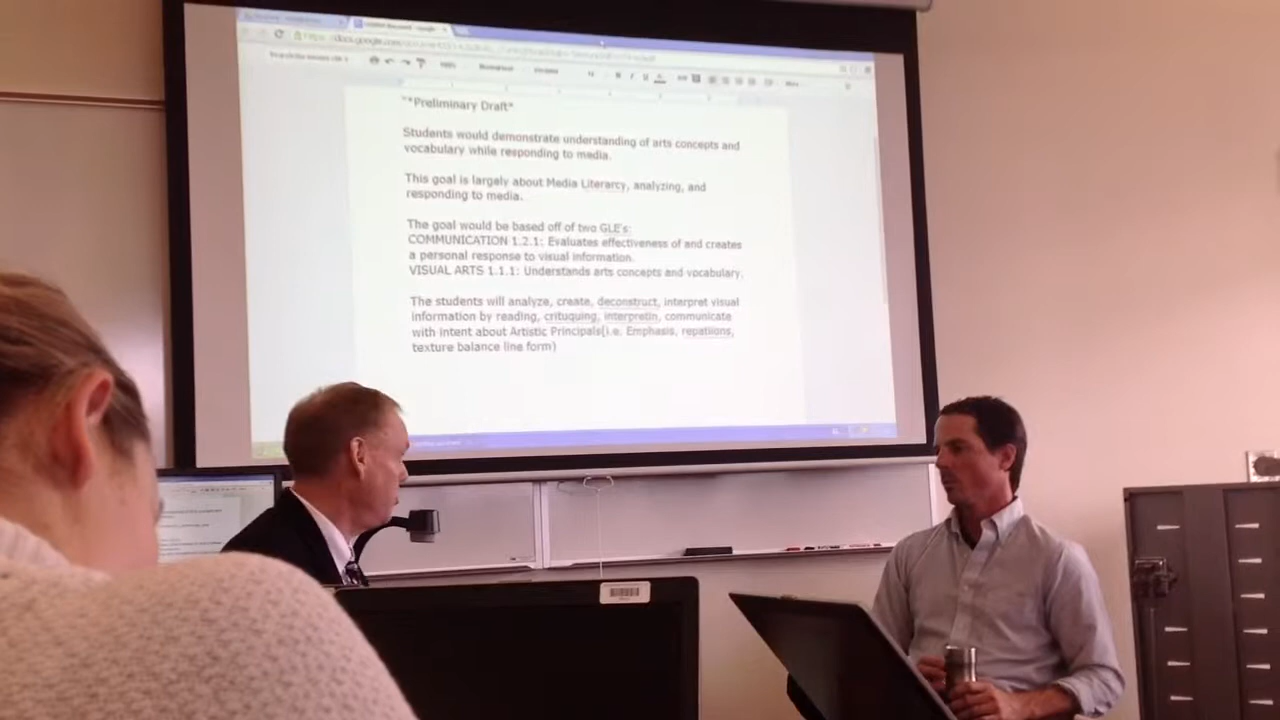 **Preliminary Draft*
Students would demonstrate understanding of arts concepts and
vocabulary while responding to media.
This goal is largely about Media Literarcy, analyzing, and
responding to media.
The goal would be based off of two GLE's:
COMMUNICATION 1.2.1: Evaluates effectiveness of and creates
a personal response to visual information.
VISUAL ARTS 1.1.1: Understands arts concepts and vocabulary.
The students will analyze, create, deconstruct, interpret visual
information by reading, crituquing, interpretin, communicate
with intent about Artistic Principals(i.e. Emphasis, repatiions,
texture balance line form)